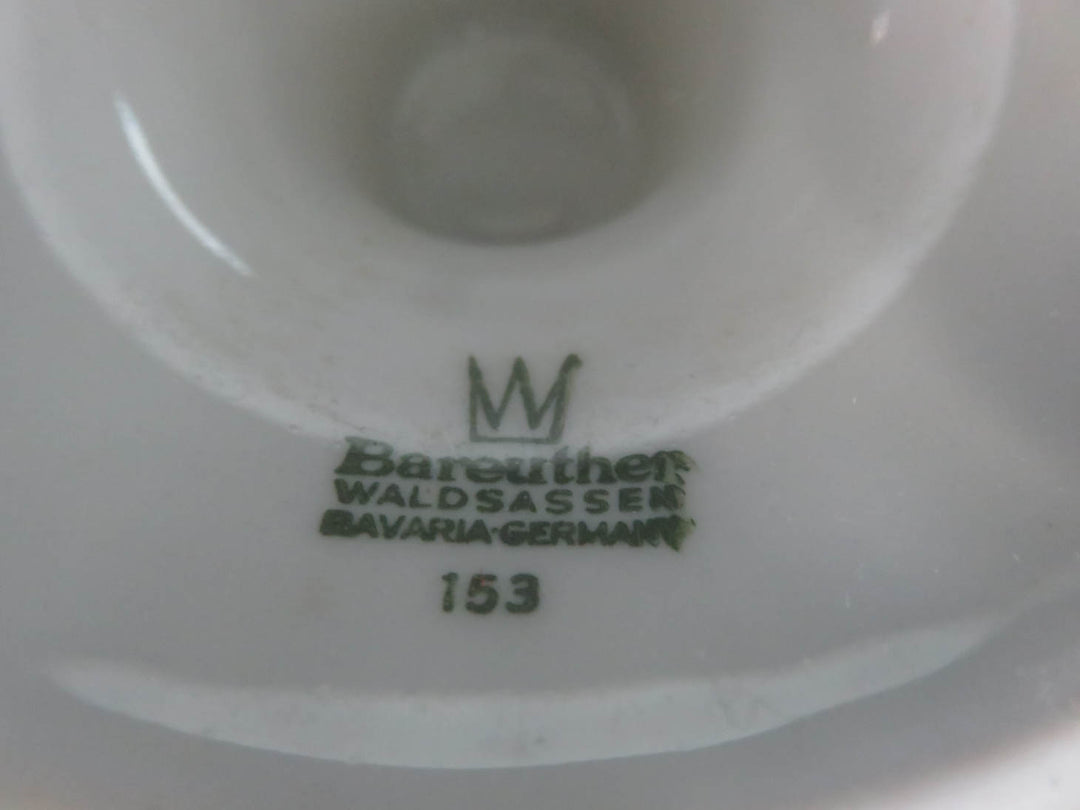 Bareuther
WALDSASSEN
BAVARIA-GERMANY
153